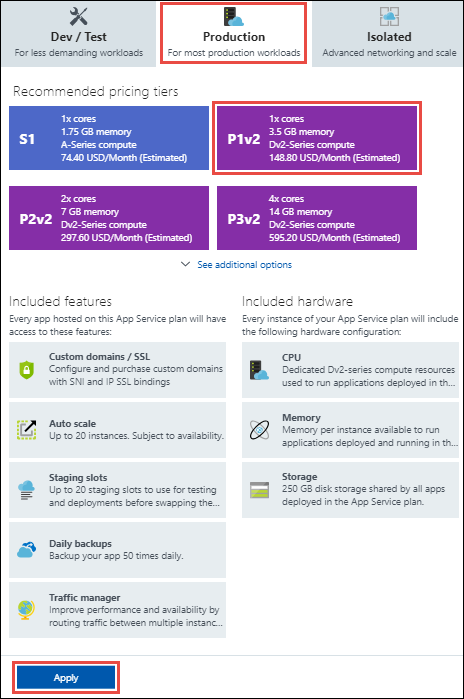 Dev / Test
For less demanding workloads
Production
For most production workloads
Isolated
Advanced networking and scale
Recommended pricing tiers
S1
1x cores
1.75 GB memory
A-Series compute
74.40 USD/Month (Estimated)
P1v2
1x cores
3.5 GB memory
Dv2-Series compute
148.80 USD/Month (Estimated)
P2v2
2x cores
7 GB memory
Dv2-Series compute
297.60 USD/Month (Estimated)
P3v2
4x cores
14 GB memory
Dv2-Series compute
595.20 USD/Month (Estimated)
See additional options
Included features
Every app hosted on this App Service plan will have
access to these features:
Custom domains / SSL
Configure and purchase custom domains
with SNI and IP SSL bindings
Auto scale
Up to 20 instances. Subject to availability.
Staging slots
Up to 20 staging slots to use for testing
and deployments before swapping the...
Daily backups
Backup your app 50 times daily.
Traffic manager
Improve performance and availability by
routing traffic between multiple instanc...
Included hardware
Every instance of your App Service plan will include
the following hardware configuration:
CPU
Dedicated Dv2-series compute resources
used to run applications deployed in th...
Memory
Memory per instance available to run
applications deployed and running in th...
Storage
250 GB disk storage shared by all apps
deployed in the App Service plan.
Apply